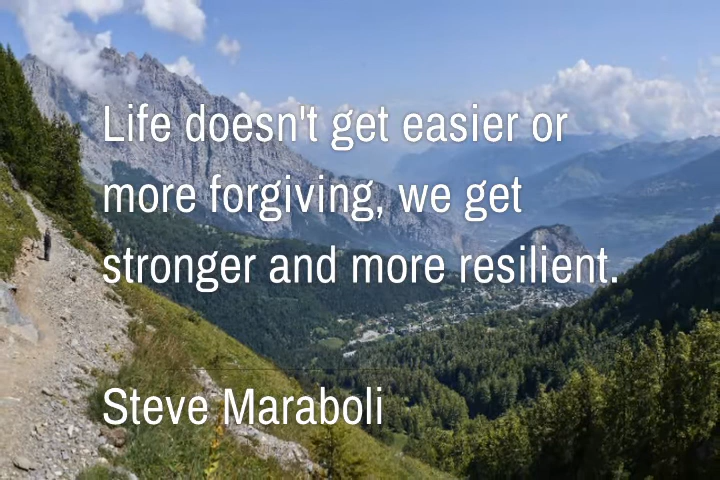 Life doesn't get easier or
more forgiving, we get
stronger and more resilient.
Steve Maraboli